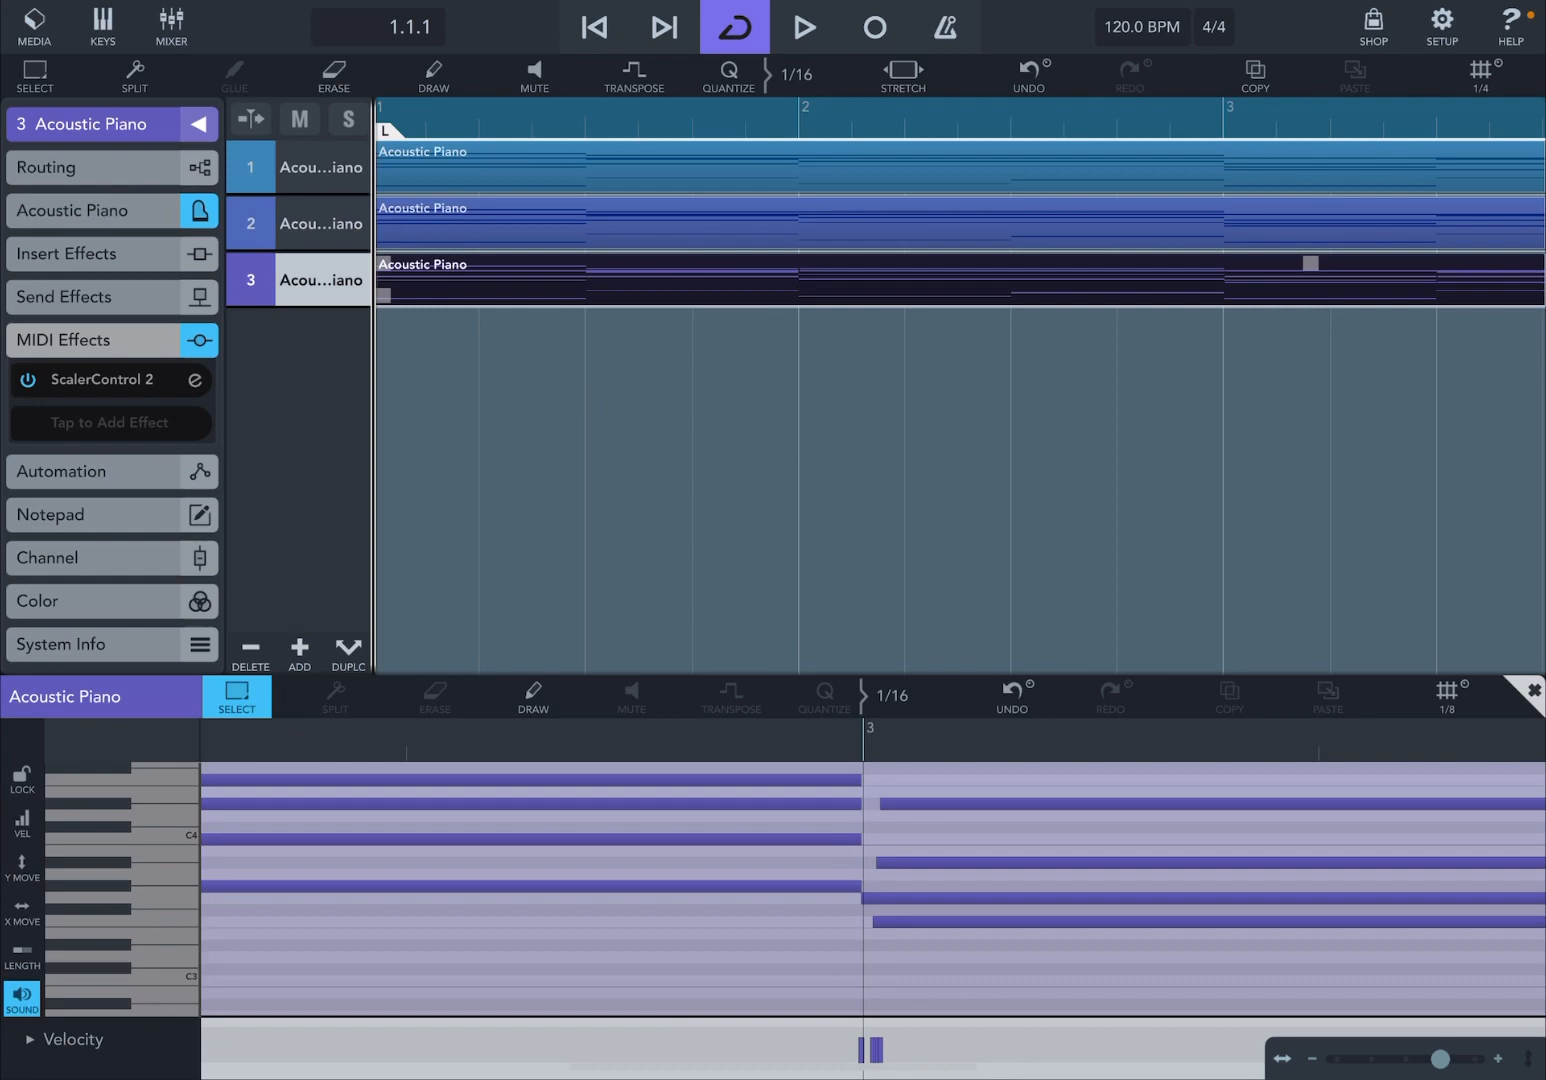 MEDIA
KEYS
MIXER
1.1.1
120.0 BPM
4/4
SHOP
SETUP
HELP
SELECT
SPLIT
GLUE
ERASE
DRAW
MUTE
TRANSPOSE
QUANTIZE
1/16
STRETCH
UNDO
REDO
COPY
PASTE
1/4
3 Acoustic Piano
Routing
Acoustic Piano
Insert Effects
Send Effects
MIDI Effects
ScalerControl 2
Tap to Add Effect
Automation
Notepad
Channel
Color
System Info
M
S
1
Acou...iano
2
Acou...iano
3
Acou...iano
DELETE
ADD
DUPLC
1
2
3
L
Acoustic Piano
Acoustic Piano
Acoustic Piano
Acoustic Piano
SELECT
SPLIT
ERASE
DRAW
MUTE
TRANSPOSE
QUANTIZE
1/16
UNDO
REDO
COPY
PASTE
1/8
3
LOCK
VEL
Y MOVE
X MOVE
LENGTH
SOUND
C4
C3
Velocity